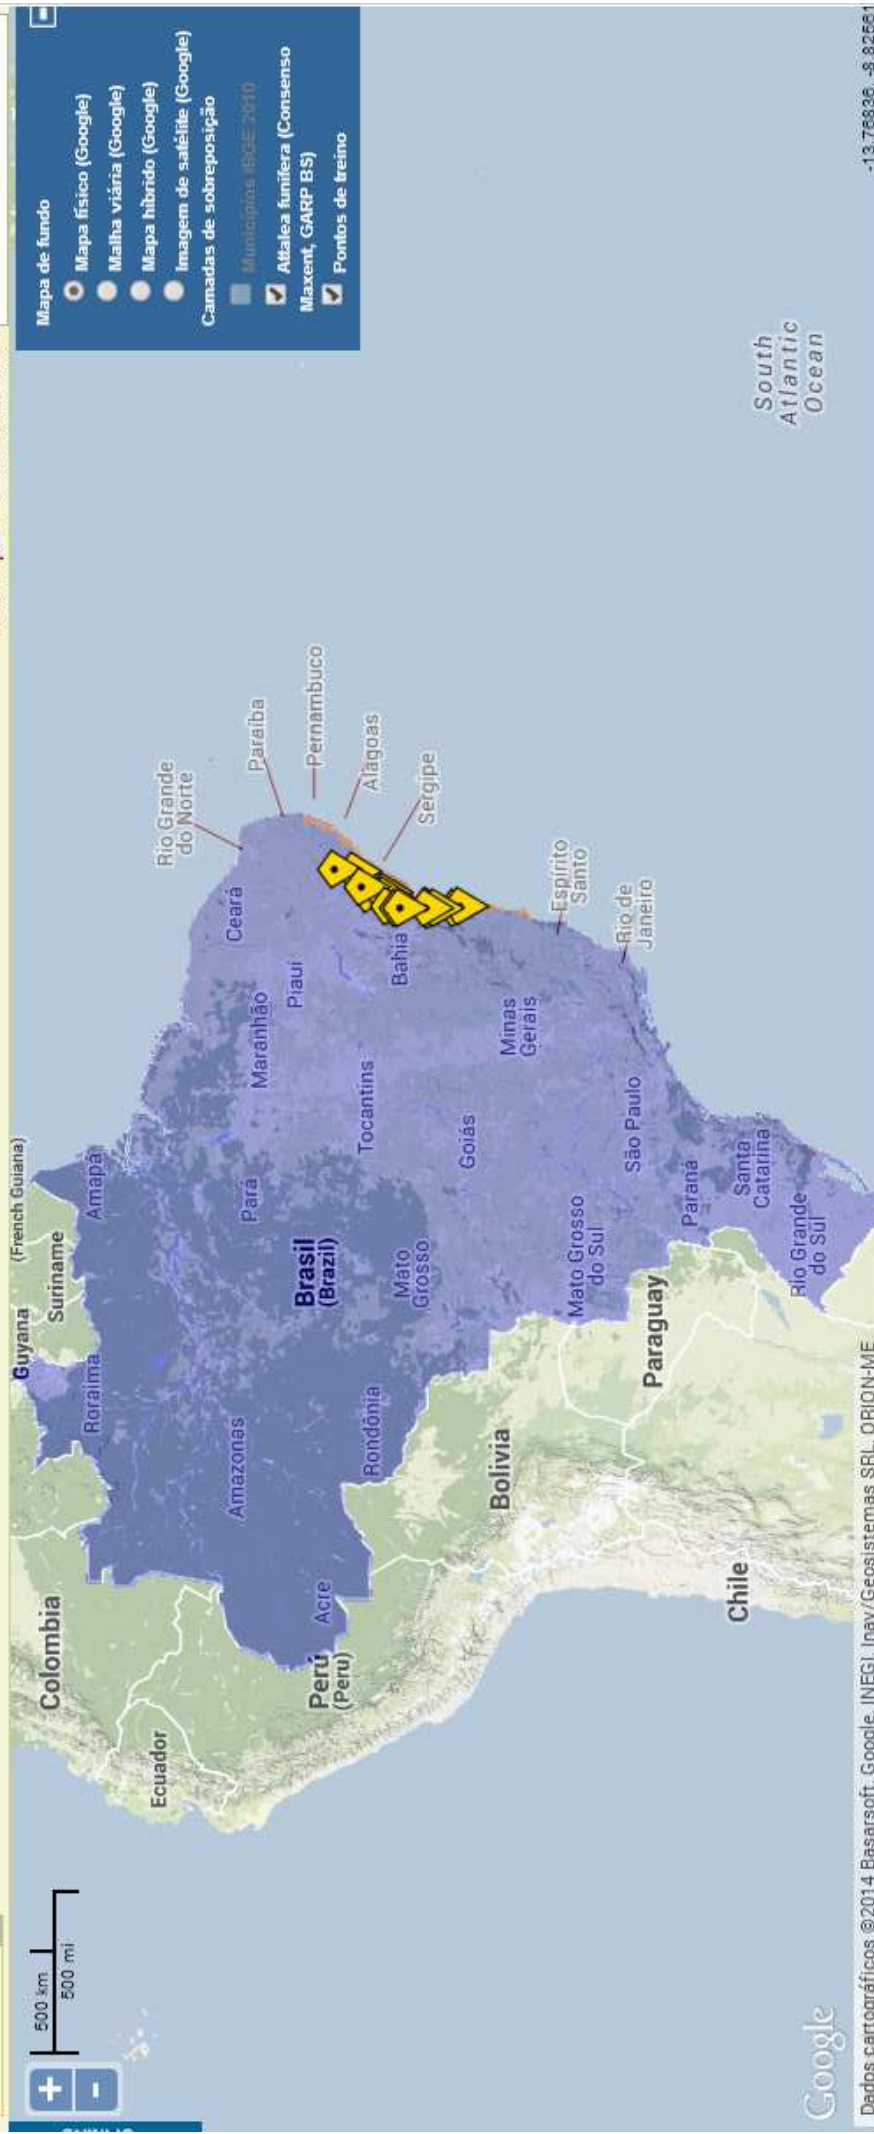 500 km
500 mi
+
−
Mapa de fundo
Mapa físico (Google)
Malha viária (Google)
Mapa híbrido (Google)
Imagem de satélite (Google)
Camadas de sobreposição
Municípios IBGE 2010
Attalea funifera (Consenso
Maxent, GARP BS)
Pontos de treino
Colombia
Guyana
Suriname
(French Guiana)
Ecuador
Roraima
Amapá
Rio Grande
do Norte
Amazonas
Pará
Maranhão
Ceará
Paraíba
Piauí
Pernambuco
Acre
Perú
(Peru)
Brasil
(Brazil)
Rondônia
Tocantins
Alagoas
Mato
Grosso
Bahia
Sergipe
Goiás
Bolivia
Minas
Gerais
Espírito
Santo
Mato Grosso
do Sul
São Paulo
Rio de
Janeiro
Paraguay
Paraná
Chile
Santa
Catarina
Rio Grande
do Sul
South
Atlantic
Ocean
Google
Dados cartográficos ©2014 Basarsoft, Google, INEGI, Inav/Geosistemas SRL, ORION-ME